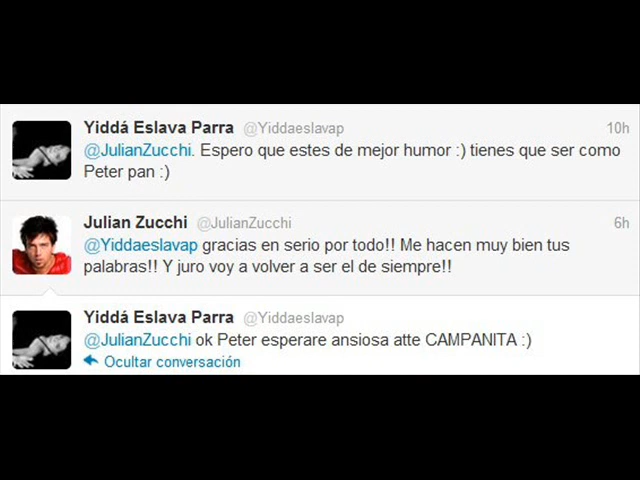 Yiddá Eslava Parra @Yiddaeslavap 10h
@JulianZucchi. Espero que estes de mejor humor :) tienes que ser como
Peter pan :)
Julian Zucchi @JulianZucchi 6h
@Yiddaeslavap gracias en serio por todo!! Me hacen muy bien tus
palabras!! Y juro voy a volver a ser el de siempre!!
Yiddá Eslava Parra @Yiddaeslavap
@JulianZucchi ok Peter esperare ansiosa atte CAMPANITA :)
Ocultar conversación